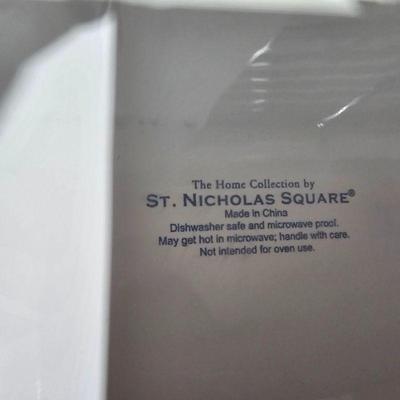 The Home Collection by
ST. NICHOLAS SQUARE®
Made in China
Dishwasher safe and microwave proof.
May get hot in microwave; handle with care.
Not intended for oven use.